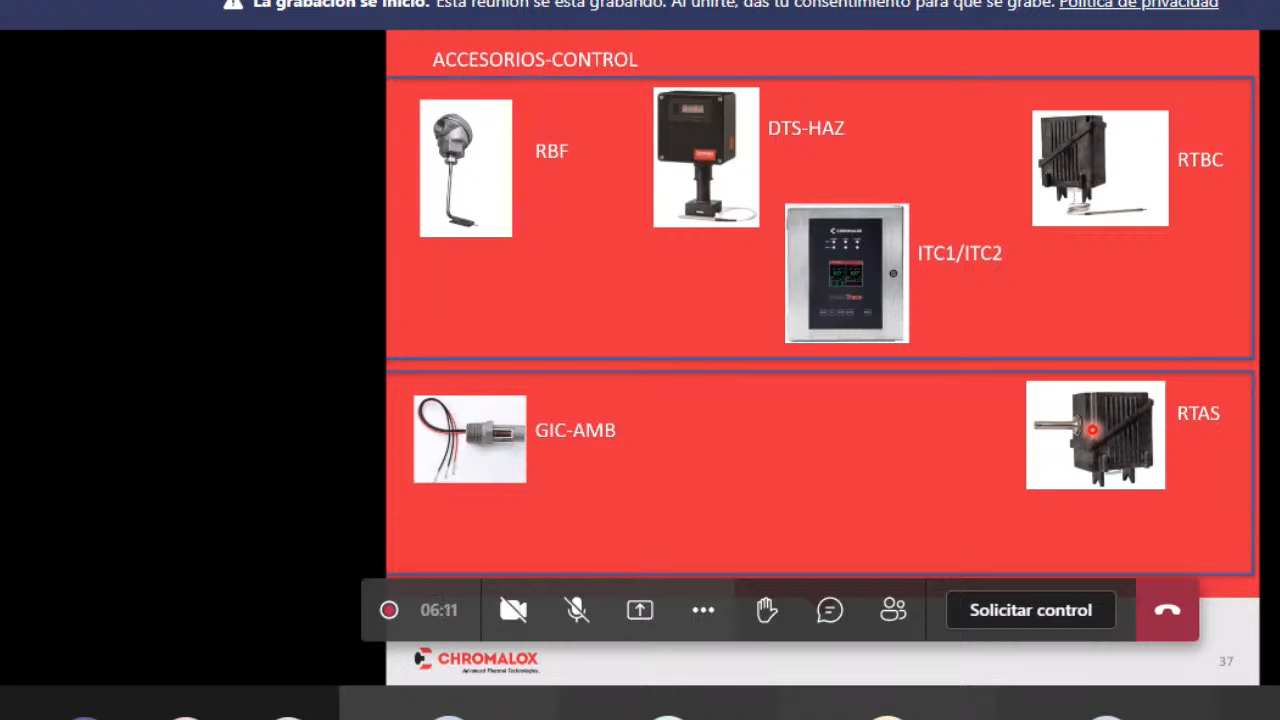 La grabación se inició. Esta reunión se está grabando. Al unirte, das tu consentimiento para que se grabe. Política de privacidad
ACCESORIOS-CONTROL
RBF
DTS-HAZ
RTBC
CHROMALOX
ITC1/ITC2
GIC-AMB
RTAS
06:11
Solicitar control
CHROMALOX
Advanced Thermal Technologies
37